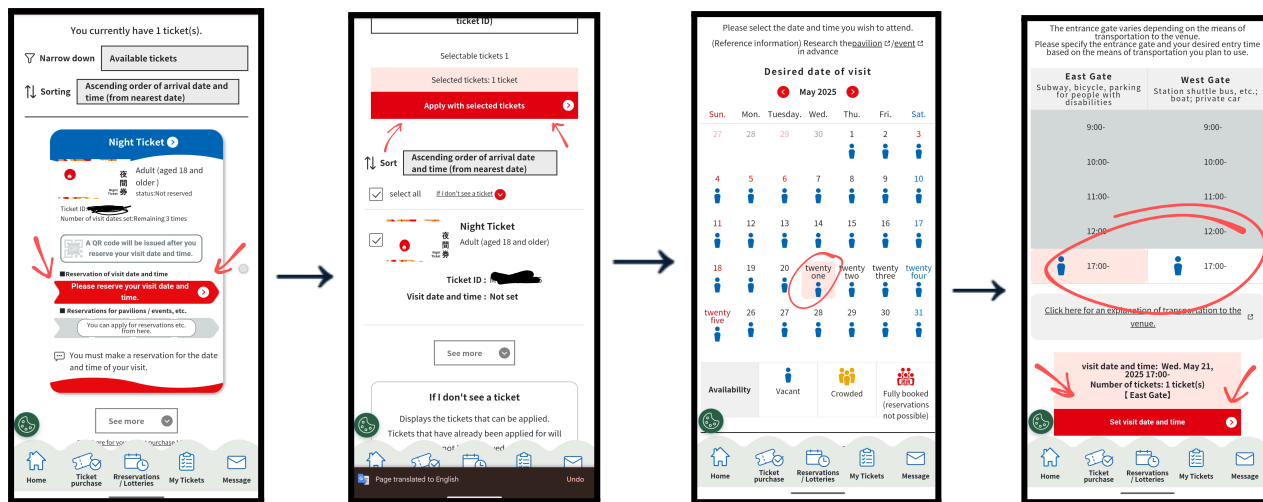 You currently have 1 ticket(s).
Narrow down
Available tickets
Sorting
Ascending order of arrival date and
time (from nearest date)
Night Ticket
夜間券
Night
Ticket
Adult (aged 18 and
older )
status:Not reserved
Ticket ID:
Number of visit dates set:Remaining 3 times
A QR code will be issued after you
reserve your visit date and time.
■Reservation of visit date and time
Please reserve your visit date and
time.
■Reservations for pavilions / events, etc.
You can apply for reservations etc.
from here.
You must make a reservation for the date
and time of your visit.
See more
Home
Ticket
purchase
Rreservations
/ Lotteries
My Tickets
Message
ticket ID)
Selectable tickets 1
Selected tickets: 1 ticket
Apply with selected tickets
Sort
Ascending order of arrival date
and time (from nearest date)
select all
If I don't see a ticket
夜間券
Night
Ticket
Night Ticket
Adult (aged 18 and older)
Ticket ID :
Visit date and time : Not set
See more
If I don't see a ticket
Displays the tickets that can be applied.
Tickets that have already been applied for will
Page translated to English
Undo
Please select the date and time you wish to attend.
(Reference information) Research thepavilion /event
in advance
Desired date of visit
May 2025
Sun. Mon. Tuesday. Wed. Thu. Fri. Sat.
27 28 29 30 1 2 3
4 5 6 7 8 9 10
11 12 13 14 15 16 17
18 19 20 twenty one twenty two twenty three twenty four
twenty five 26 27 28 29 30 31
Availability
Vacant
Crowded
Fully booked
(reservations
not possible)
Home
Ticket
purchase
Reservations
/ Lotteries
My Tickets
Message
The entrance gate varies depending on the means of
transportation to the venue.
Please specify the entrance gate and your desired entry time
based on the means of transportation you plan to use.
East Gate
Subway, bicycle, parking
for people with
disabilities
West Gate
Station shuttle bus, etc.;
boat; private car
9:00- 9:00-
10:00- 10:00-
11:00- 11:00-
12:00- 12:00-
17:00- 17:00-
Click here for an explanation of transportation to the
venue.
visit date and time: Wed. May 21,
2025 17:00-
Number of tickets: 1 ticket(s)
【 East Gate】
Set visit date and time
Home
Ticket
purchase
Reservations
/ Lotteries
My Tickets
Message